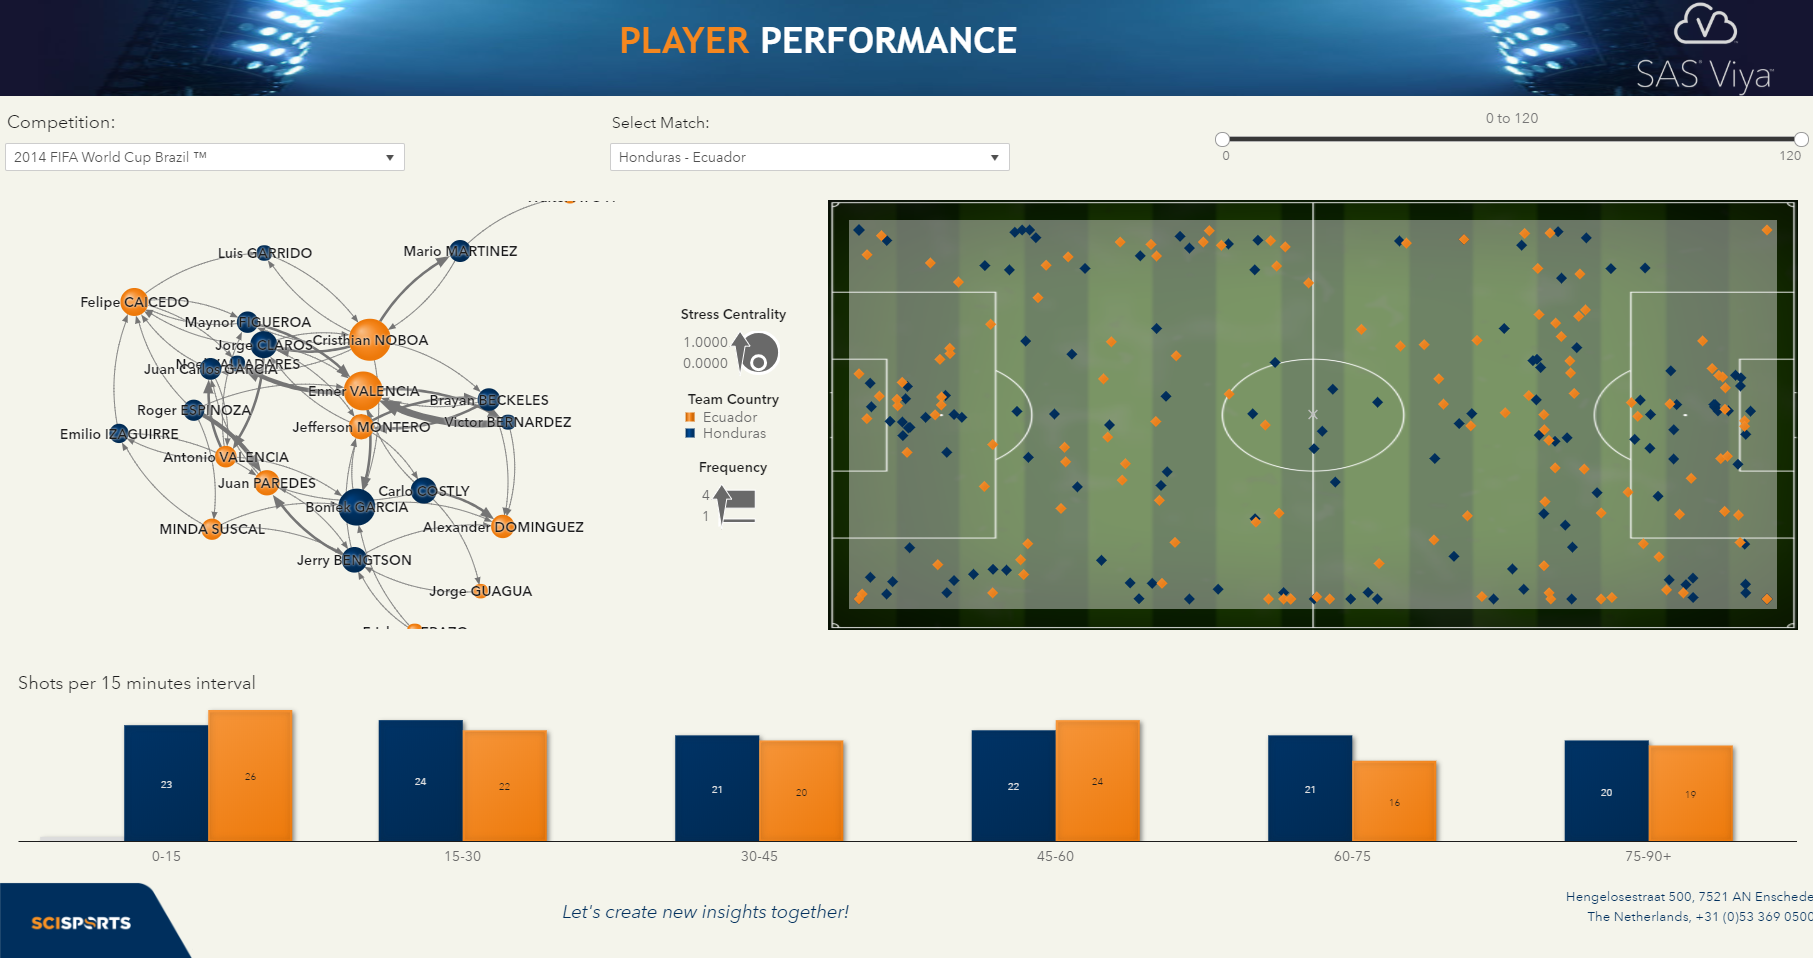 PLAYER PERFORMANCE
SAS® Viya™
Competition:
2014 FIFA World Cup Brazil ™
Select Match:
Honduras - Ecuador
0 to 120
0
120
Luis GARRIDO
Mario MARTINEZ
Felipe CAICEDO
Maynor FIGUEROA
Jorge CLAROS
Cristhian NOBOA
Juan Carlos GARCIA
Enner VALENCIA
Brayan BECKELES
Roger ESPINOZA
Jefferson MONTERO
Victor BERNARDEZ
Emilio IZAGUIRRE
Antonio VALENCIA
Juan PAREDES
Carlo COSTLY
Boniek GARCIA
MINDA SUSCAL
Alexander DOMINGUEZ
Jerry BENGTSON
Jorge GUAGUA
Stress Centrality
1.0000
0.0000
Team Country
Ecuador
Honduras
Frequency
4
1
Shots per 15 minutes interval
23
26
24
22
21
20
22
24
21
16
20
19
0-15
15-30
30-45
45-60
60-75
75-90+
SCISPORTS
Let's create new insights together!
Hengelosestraat 500, 7521 AN Enschede
The Netherlands, +31 (0)53 369 0500